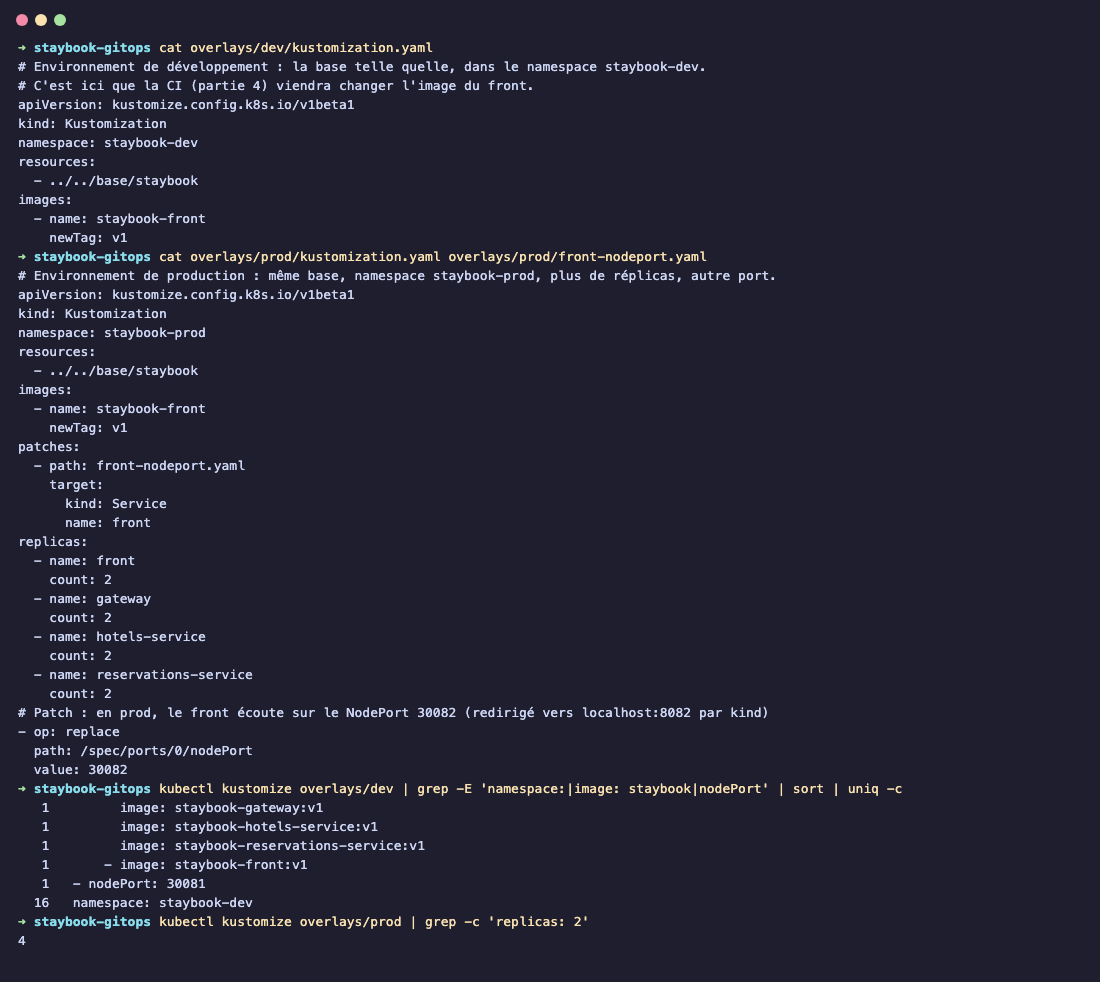 ➜ staybook-gitops cat overlays/dev/kustomization.yaml
# Environnement de développement : la base telle quelle, dans le namespace staybook-dev.
# C'est ici que la CI (partie 4) viendra changer l'image du front.
apiVersion: kustomize.config.k8s.io/v1beta1
kind: Kustomization
namespace: staybook-dev
resources:
  - ../../base/staybook
images:
  - name: staybook-front
    newTag: v1
➜ staybook-gitops cat overlays/prod/kustomization.yaml overlays/prod/front-nodeport.yaml
# Environnement de production : même base, namespace staybook-prod, plus de réplicas, autre port.
apiVersion: kustomize.config.k8s.io/v1beta1
kind: Kustomization
namespace: staybook-prod
resources:
  - ../../base/staybook
images:
  - name: staybook-front
    newTag: v1
patches:
  - path: front-nodeport.yaml
    target:
      kind: Service
      name: front
replicas:
  - name: front
    count: 2
  - name: gateway
    count: 2
  - name: hotels-service
    count: 2
  - name: reservations-service
    count: 2
# Patch : en prod, le front écoute sur le NodePort 30082 (redirigé vers localhost:8082 par kind)
- op: replace
  path: /spec/ports/0/nodePort
  value: 30082
➜ staybook-gitops kubectl kustomize overlays/dev | grep -E 'namespace:|image: staybook|nodePort' | sort | uniq -c
   1         image: staybook-gateway:v1
   1         image: staybook-hotels-service:v1
   1         image: staybook-reservations-service:v1
   1       - image: staybook-front:v1
   1   - nodePort: 30081
  16   namespace: staybook-dev
➜ staybook-gitops kubectl kustomize overlays/prod | grep -c 'replicas: 2'
4